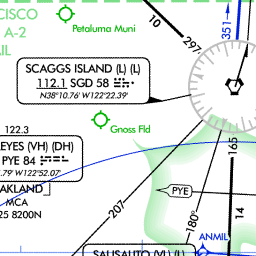 CISCO
A-2
AIL
Petaluma Muni
10
297
351
SCAGGS ISLAND (L) (L)
112.1 SGD 58
N38°10.76' W122°22.39'
122.3
Gnoss Fld
EYES (VH) (DH)
PYE 84
.79' W122°52.07'
165
OAKLAND
MCA
25 8200N
PYE
207
180°
14
ANMIL
SAUSALITO (VL) (L)